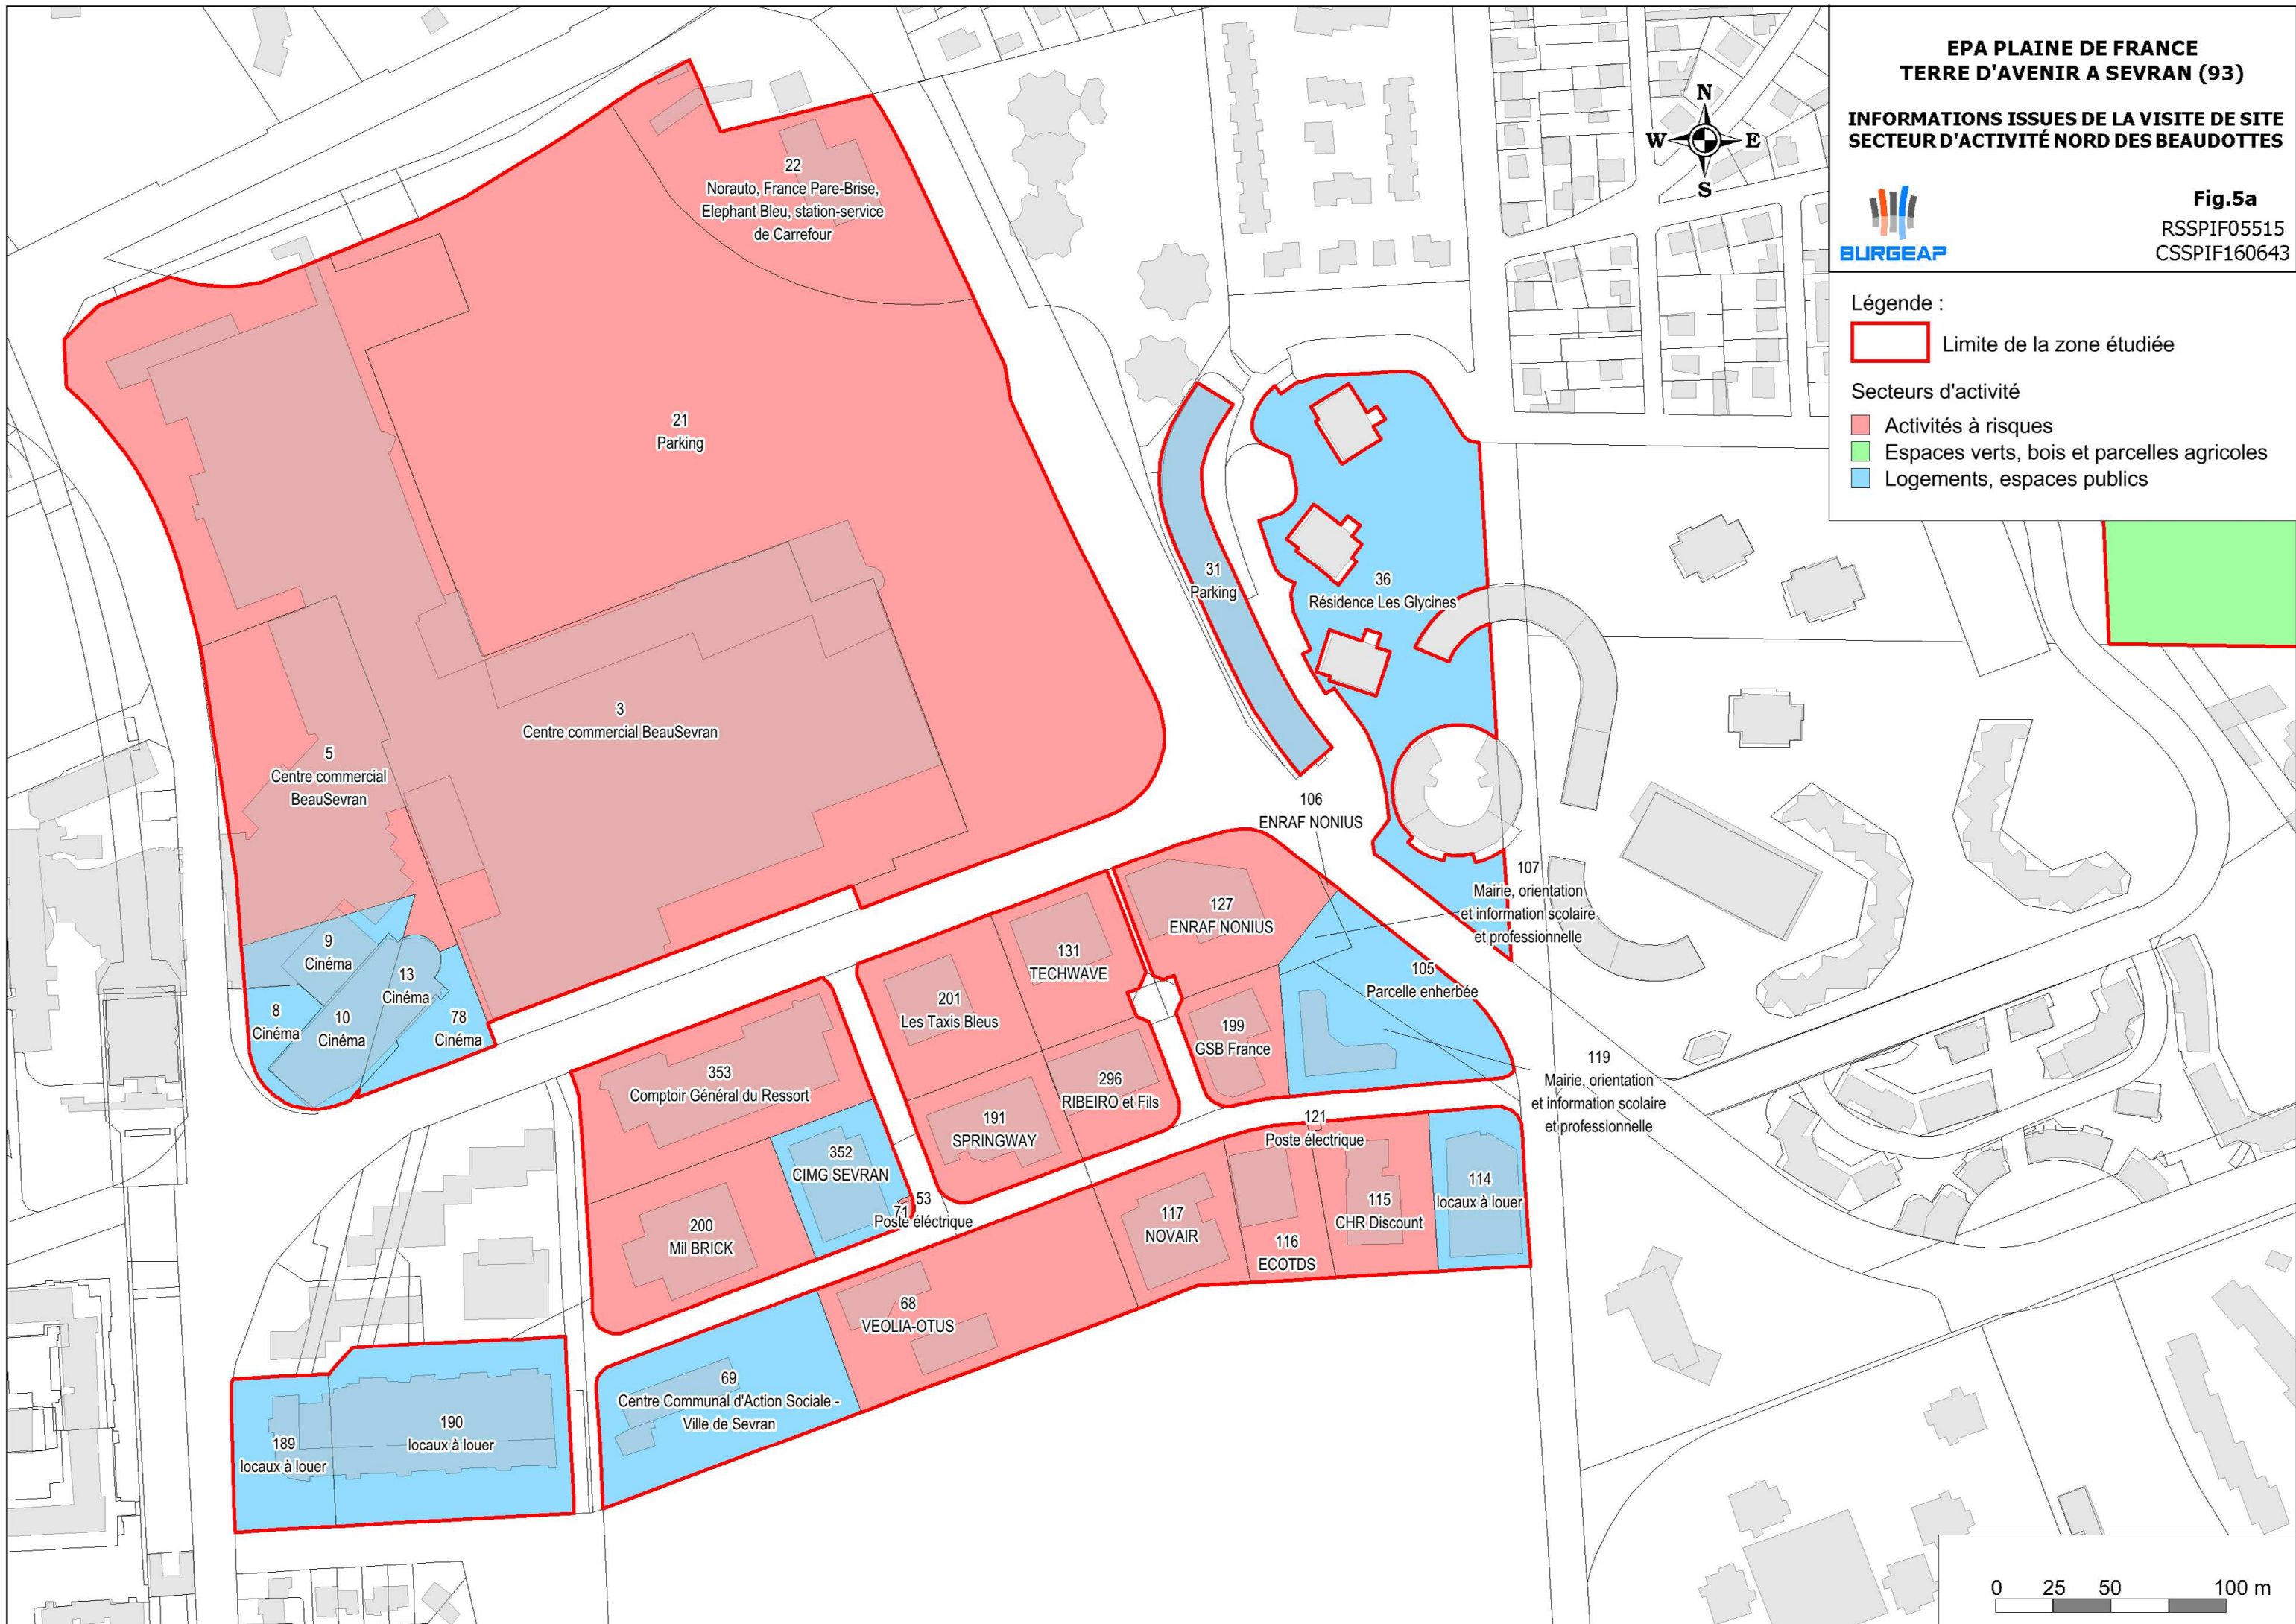 EPA PLAINE DE FRANCE
TERRE D'AVENIR A SEVRAN (93)
INFORMATIONS ISSUES DE LA VISITE DE SITE
SECTEUR D'ACTIVITÉ NORD DES BEAUDOTTES
BURGEAP
Fig.5a
RSSPIF05515
CSSPIF160643
N
W
E
S
Légende :
Limite de la zone étudiée
Secteurs d'activité
Activités à risques
Espaces verts, bois et parcelles agricoles
Logements, espaces publics
22
Norauto, France Pare-Brise,
Elephant Bleu, station-service
de Carrefour
21
Parking
31
Parking
36
Résidence Les Glycines
3
Centre commercial BeauSevran
5
Centre commercial
BeauSevran
106
ENRAF NONIUS
107
Mairie, orientation
et information scolaire
et professionnelle
127
ENRAF NONIUS
131
TECHWAVE
9
Cinéma
13
Cinéma
8
Cinéma
10
Cinéma
78
Cinéma
201
Les Taxis Bleus
105
Parcelle enherbée
199
GSB France
353
Comptoir Général du Ressort
296
RIBEIRO et Fils
191
SPRINGWAY
119
Mairie, orientation
et information scolaire
et professionnelle
121
Poste électrique
352
CIMG SEVRAN
53
71
Poste éléctrique
200
Mil BRICK
117
NOVAIR
116
ECOTDS
115
CHR Discount
114
locaux à louer
68
VEOLIA-OTUS
69
Centre Communal d'Action Sociale -
Ville de Sevran
189
locaux à louer
190
locaux à louer
0 25 50 100 m